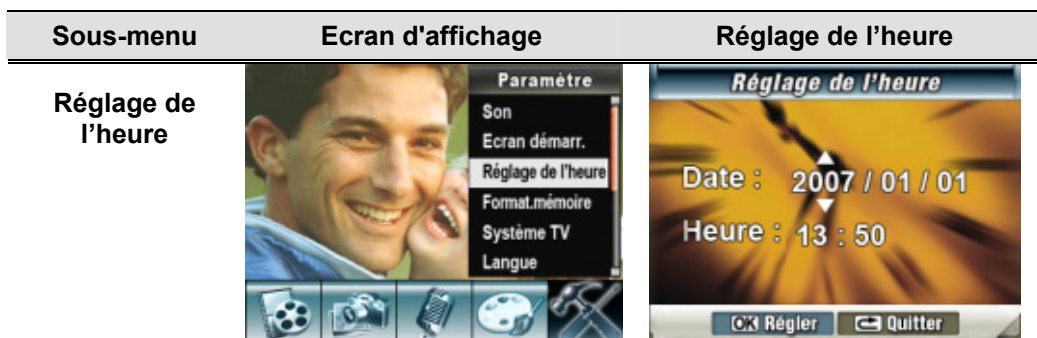 Sous-menu Ecran d'affichage Réglage de l’heure
Réglage de
l’heure
Paramètre
Son
Ecran démarr.
Réglage de l'heure
Format.mémoire
Système TV
Langue
Réglage de l'heure
Date : 2007 / 01 / 01
Heure : 13 : 50
OK Régler Quitter